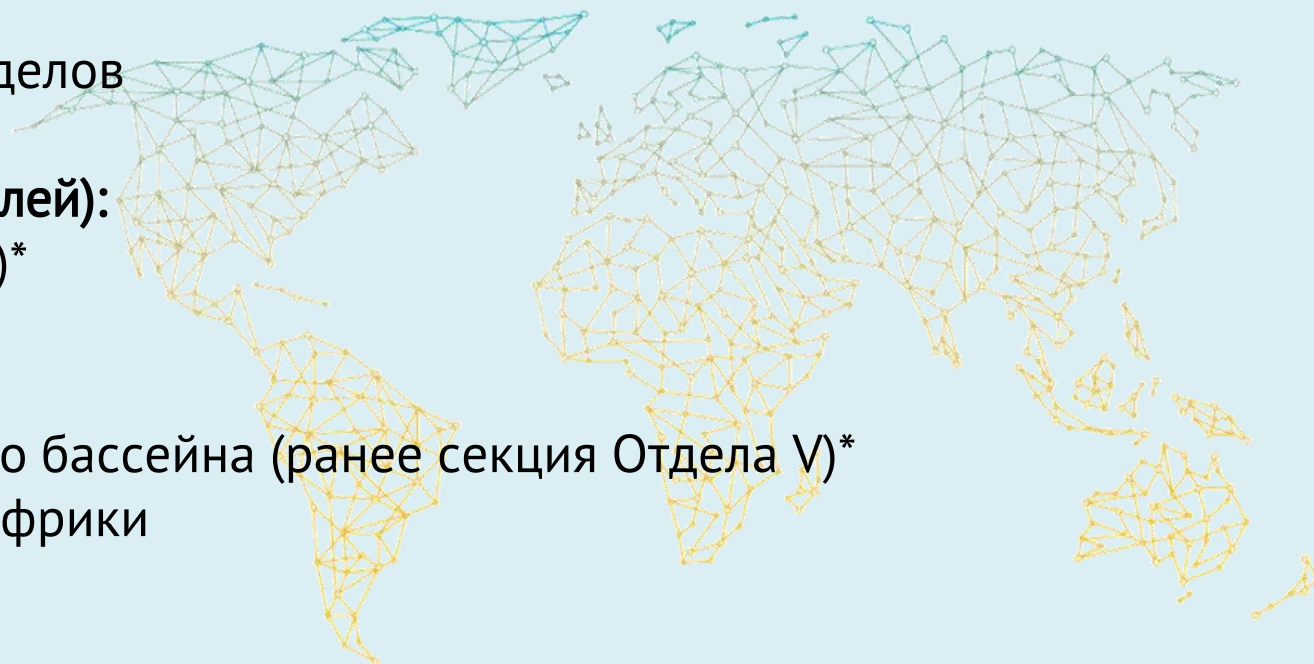 делов
лей):
)*
о бассейна (ранее секция Отдела V)*
фрики